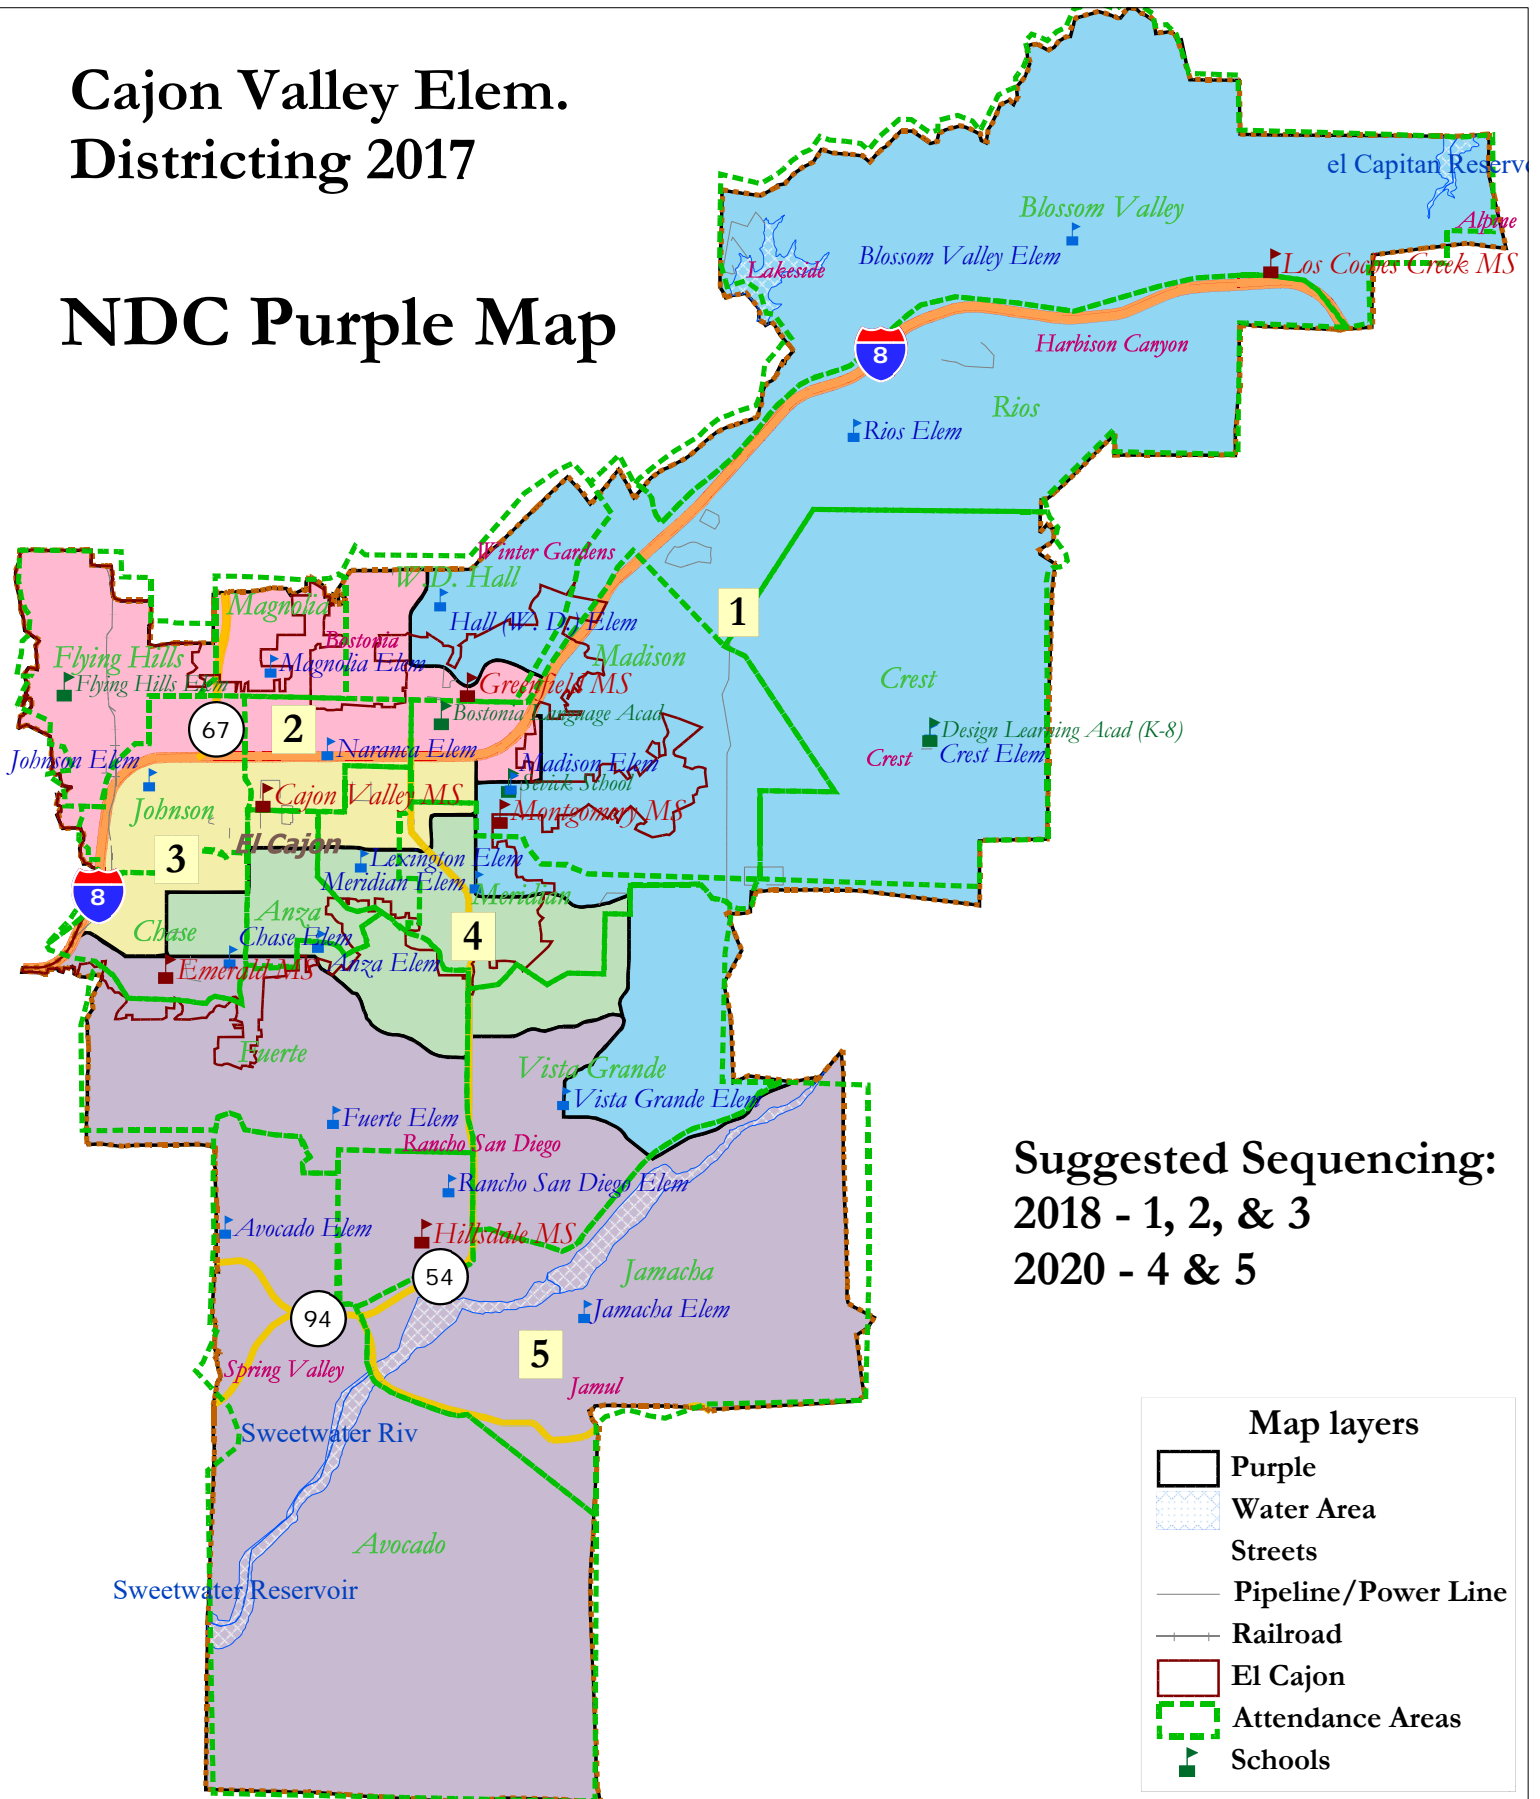 Cajon Valley Elem.
Districting 2017
NDC Purple Map
el Capitan Reservo
Blossom Valley
Alpine
Blossom Valley Elem
Lakeside
Los Coches Creek MS
8
Harbison Canyon
Rios
Rios Elem
Winter Gardens
W.D. Hall
Magnolia
1
Hall (W. D.) Elem
Bostonia
Flying Hills
Magnolia Elem
Madison
Flying Hills Elem
Greenfield MS
Crest
Bostonia Language Acad
67
2
Design Learning Acad (K-8)
Naranca Elem
Crest
Crest Elem
Johnson Elem
Madison Elem
Sevick School
Cajon Valley MS
Johnson
Montgomery MS
El Cajon
3
Lexington Elem
Meridian Elem
Meridian
8
Anza
Chase
Chase Elem
4
Anza Elem
Emerald MS
Fuerte
Vista Grande
Vista Grande Elem
Fuerte Elem
Rancho San Diego
Rancho San Diego Elem
Avocado Elem
Hillsdale MS
Jamacha
54
Jamacha Elem
94
5
Spring Valley
Jamul
Sweetwater Riv
Avocado
Sweetwater Reservoir
Suggested Sequencing:
2018 - 1, 2, & 3
2020 - 4 & 5
Map layers
Purple
Water Area
Streets
Pipeline/Power Line
Railroad
El Cajon
Attendance Areas
Schools